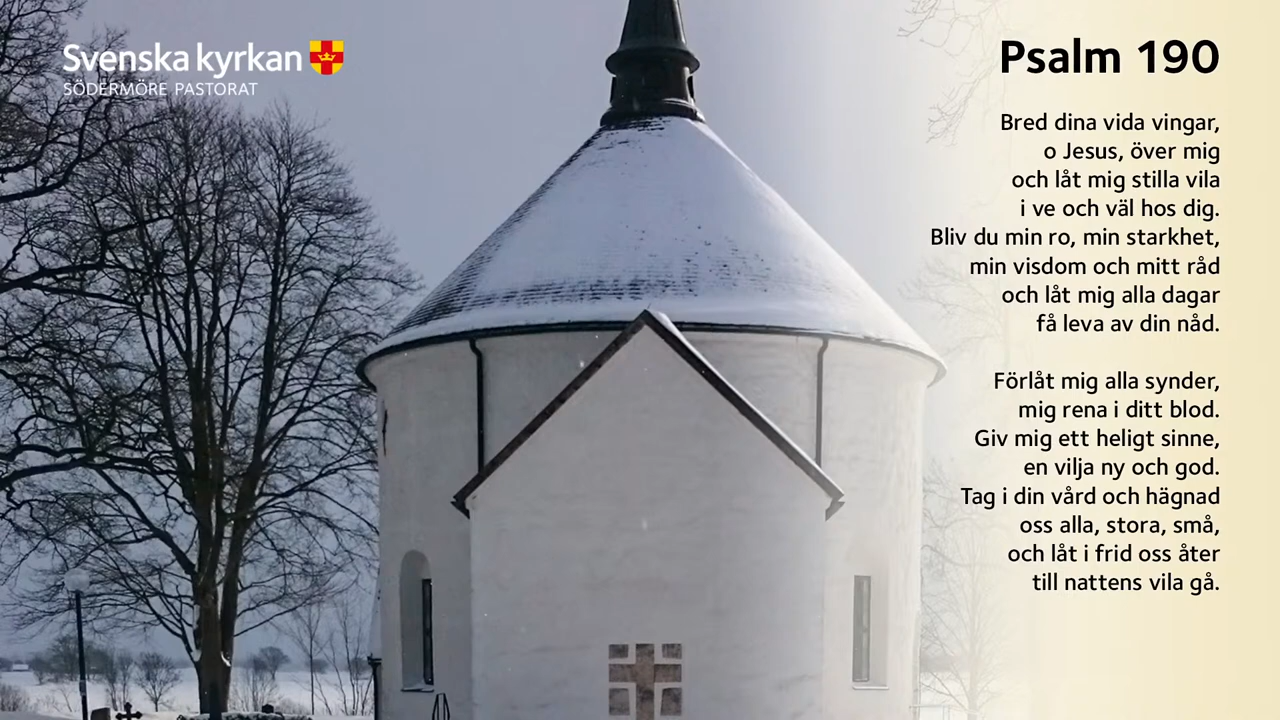 Svenska kyrkan
SÖDERMÖRE PASTORAT
Psalm 190
Bred dina vida vingar,
o Jesus, över mig
och låt mig stilla vila
i ve och väl hos dig.
Bliv du min ro, min starkhet,
min visdom och mitt råd
och låt mig alla dagar
få leva av din nåd.
Förlåt mig alla synder,
mig rena i ditt blod.
Giv mig ett heligt sinne,
en vilja ny och god.
Tag i din vård och hägnad
oss alla, stora, små,
och låt i frid oss åter
till nattens vila gå.